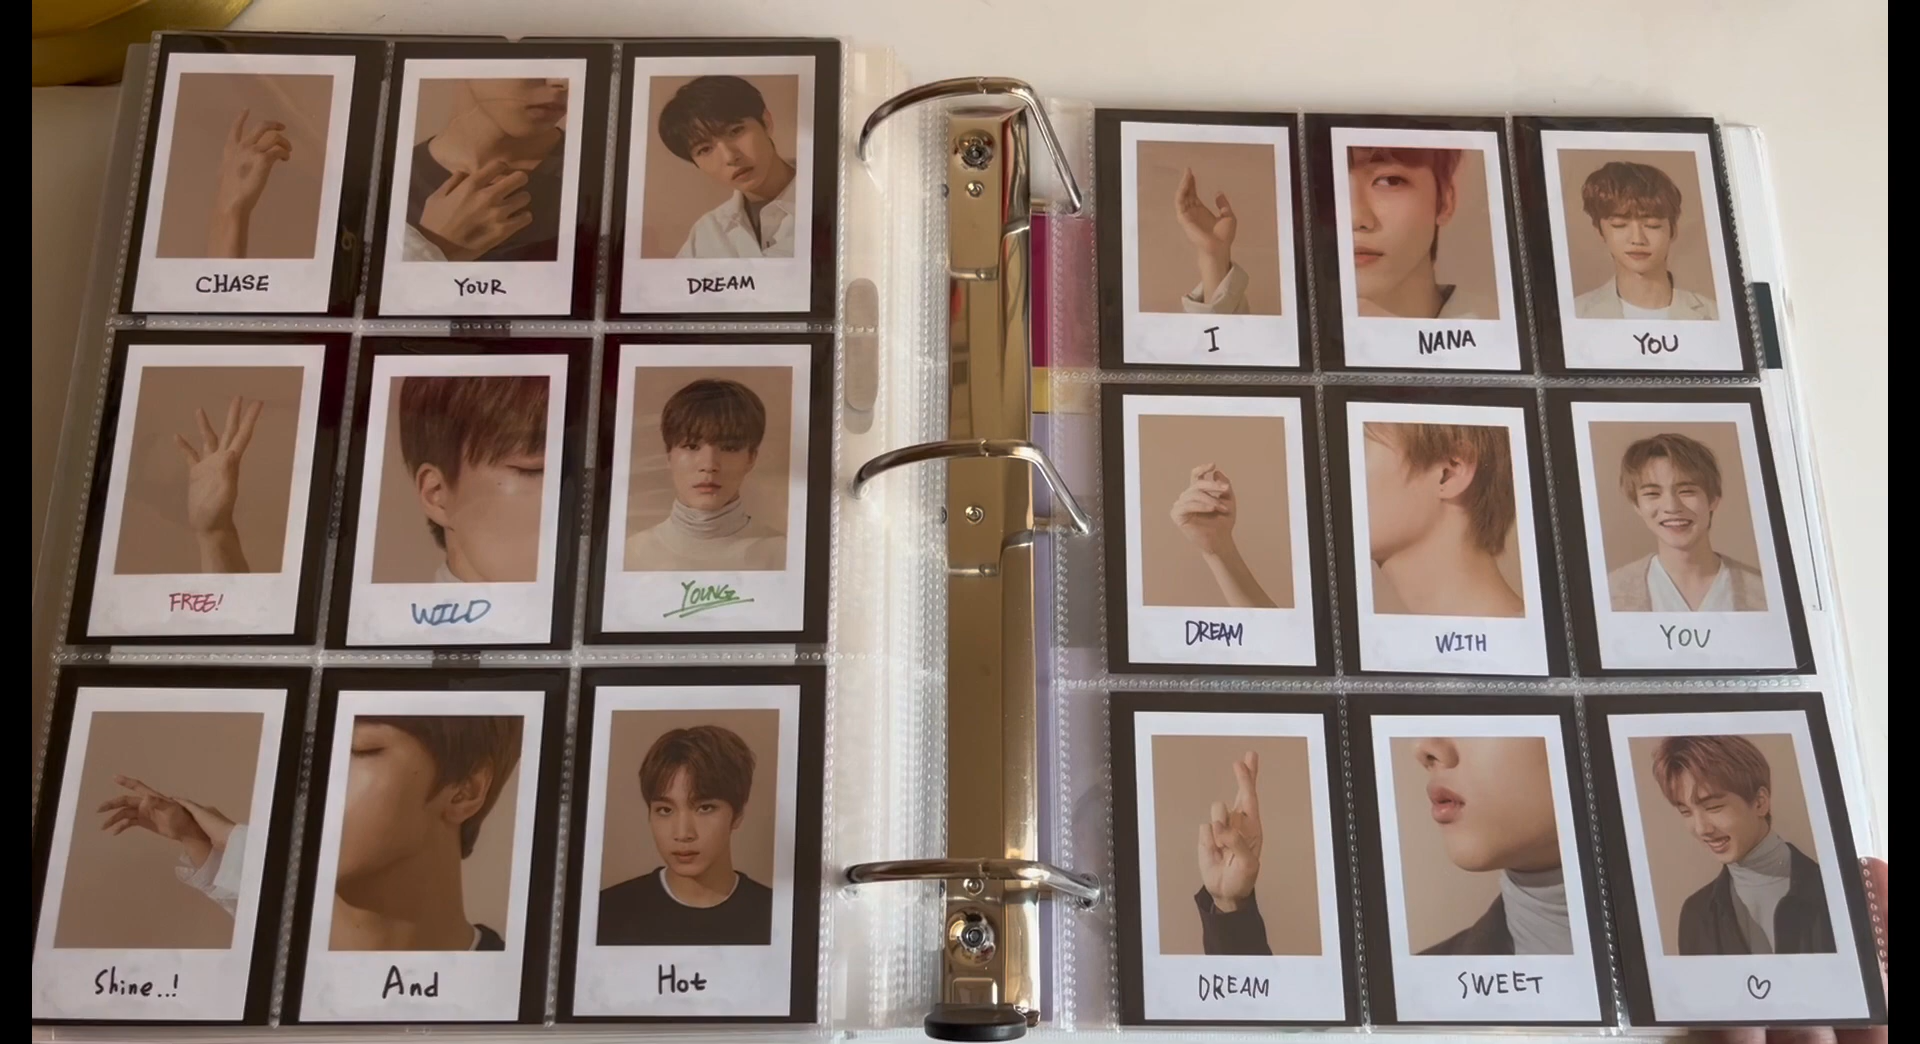 CHASE YOUR DREAM
FREE! WILD YOUNG
Shine..! And Hot
I NANA YOU
DREAM WITH YOU
DREAM SWEET ♡